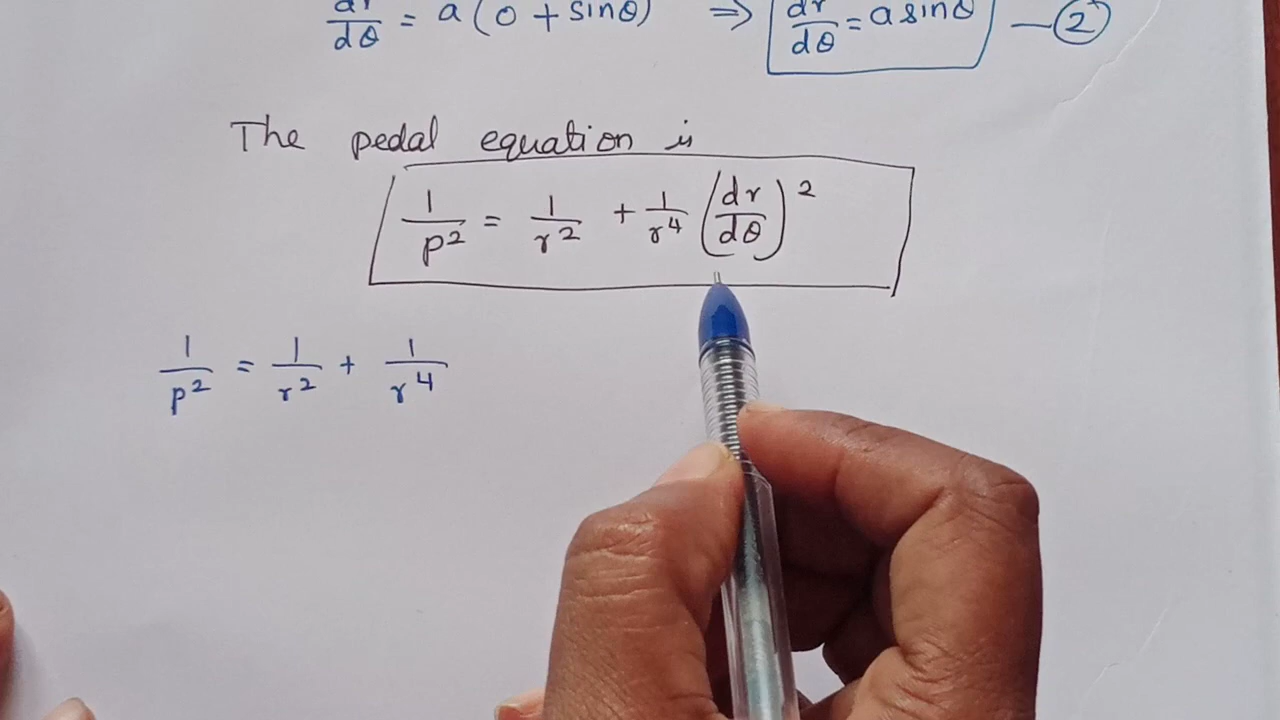 dr/dθ = a(0 + sinθ) ⇒ dr/dθ = a sinθ — ②
The pedal equation is
1/p² = 1/r² + 1/r⁴ (dr/dθ)²
1/p² = 1/r² + 1/r⁴